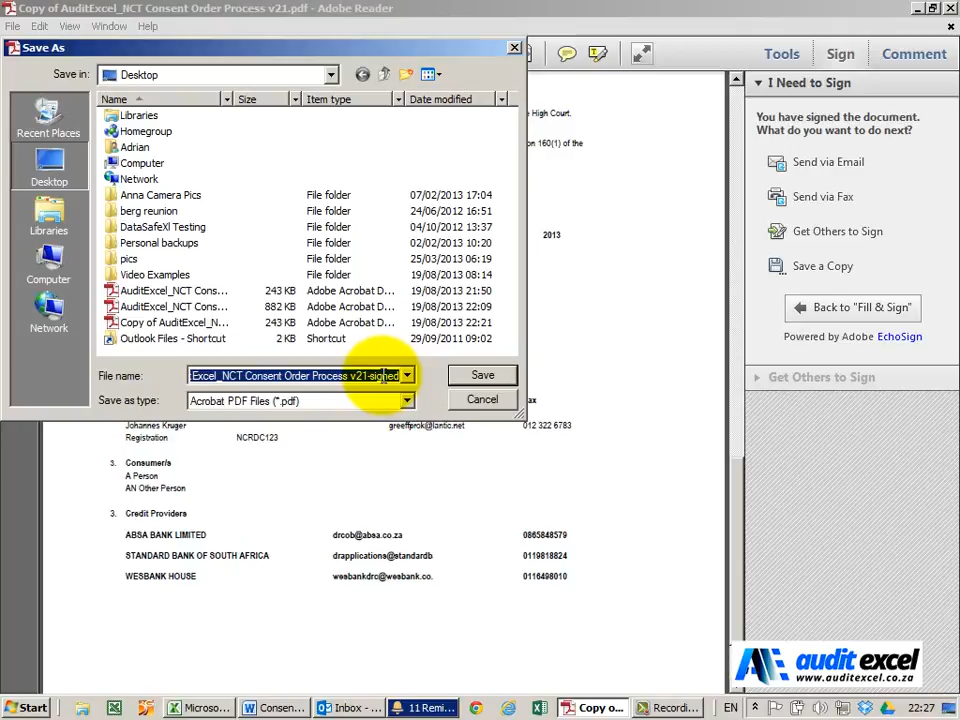 Copy of AuditExcel_NCT Consent Order Process v21.pdf - Adobe Reader
File Edit View Window Help
Save As
Save in: Desktop
Tools Sign Comment
Name Size Item type Date modified
Recent Places
Desktop
Libraries
Computer
Network
Libraries
Homegroup
Adrian
Computer
Network
Anna Camera Pics File folder 07/02/2013 17:04
berg reunion File folder 24/06/2012 16:51
DataSafeXl Testing File folder 04/10/2012 13:37
Personal backups File folder 02/02/2013 10:20
pics File folder 25/03/2013 06:19
Video Examples File folder 19/08/2013 08:14
AuditExcel_NCT Cons... 243 KB Adobe Acrobat D... 19/08/2013 21:50
AuditExcel_NCT Cons... 882 KB Adobe Acrobat D... 19/08/2013 22:09
Copy of AuditExcel_N... 243 KB Adobe Acrobat D... 19/08/2013 22:21
Outlook Files - Shortcut 2 KB Shortcut 29/09/2011 09:02
File name: :Excel_NCT Consent Order Process v21-signed Save
Save as type: Acrobat PDF Files (*.pdf) Cancel
e High Court.
on 160(1) of the
2013
ax
Johannes Kruger greeffprok@lantic.net 012 322 6783
Registration NCRDC123
3. Consumer/s
A Person
AN Other Person
3. Credit Providers
ABSA BANK LIMITED drcob@absa.co.za 0865848579
STANDARD BANK OF SOUTH AFRICA drapplications@standardb 0119818824
WESBANK HOUSE wesbankdrc@wesbank.co. 0116498010
I Need to Sign
You have signed the document.
What do you want to do next?
Send via Email
Send via Fax
Get Others to Sign
Save a Copy
Back to "Fill & Sign"
Powered by Adobe EchoSign
Get Others to Sign
audit excel
www.auditexcel.co.za
Start Microso... Consen... Inbox - ... 11 Remi... Copy o... Recordi... EN 22:27